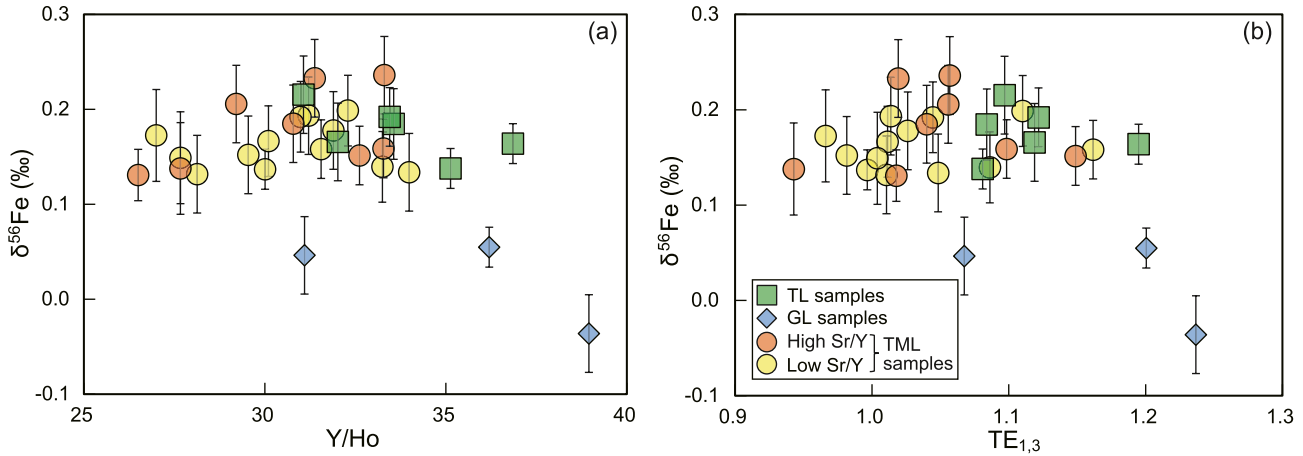 0.3
0.2
0.1
0.0
-0.1
δ56Fe (‰)
(a)
25
30
35
40
Y/Ho
0.3
0.2
0.1
0.0
-0.1
δ56Fe (‰)
(b)
TL samples
GL samples
High Sr/Y
TML
Low Sr/Y
samples
0.9
1.0
1.1
1.2
1.3
TE1,3